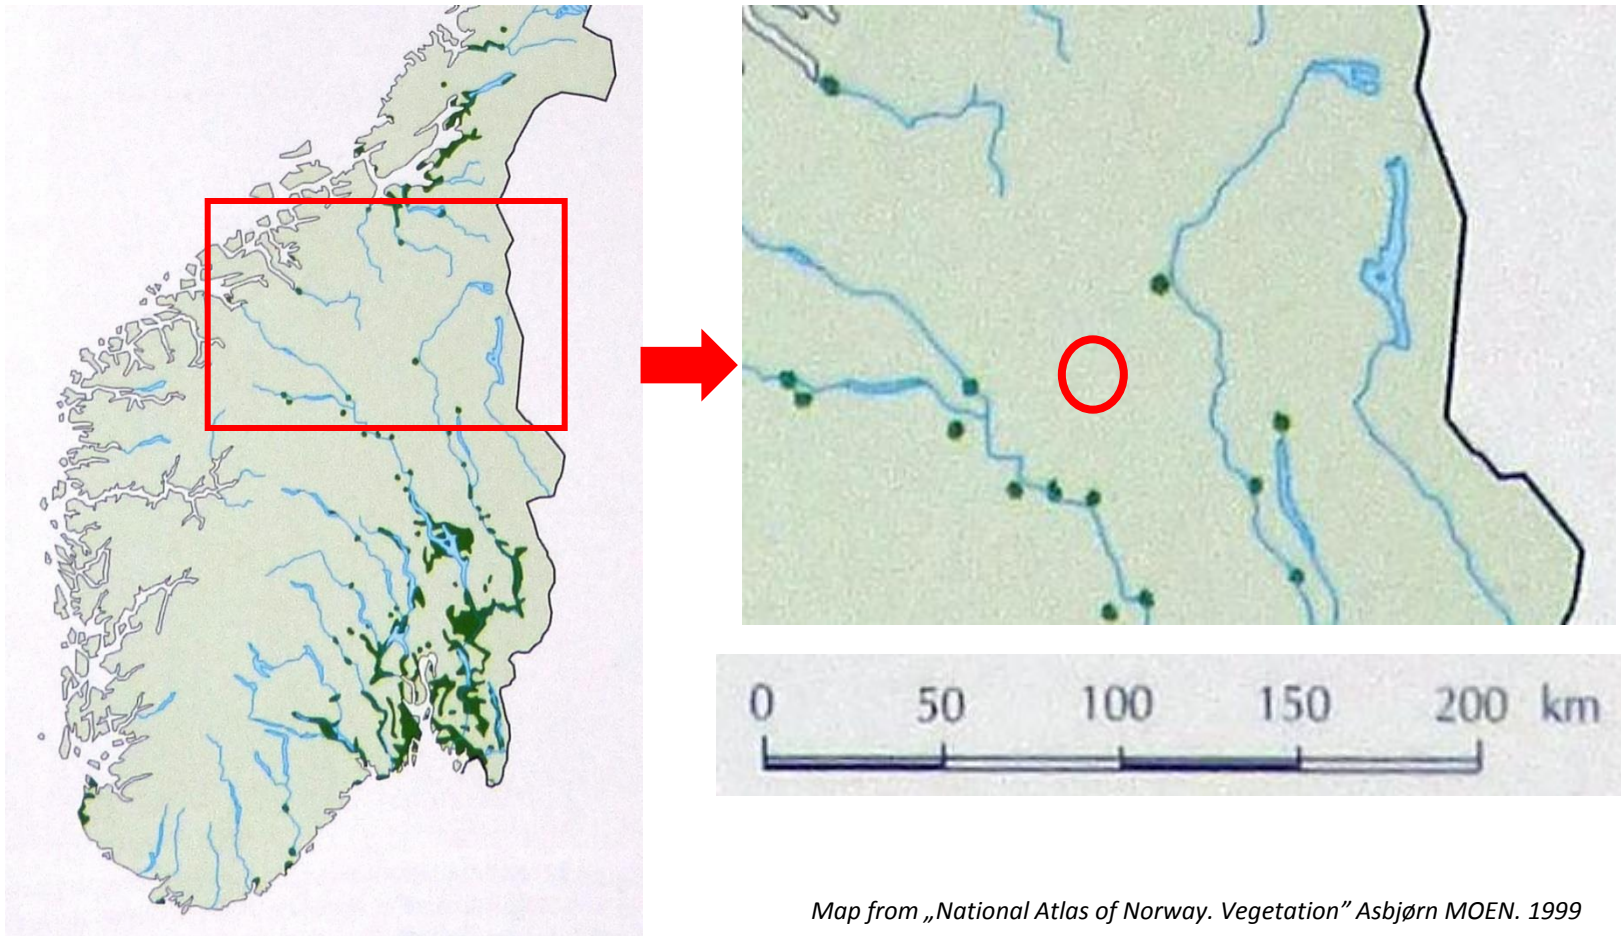 0 50 100 150 200 km
Map from „National Atlas of Norway. Vegetation” Asbjørn MOEN. 1999